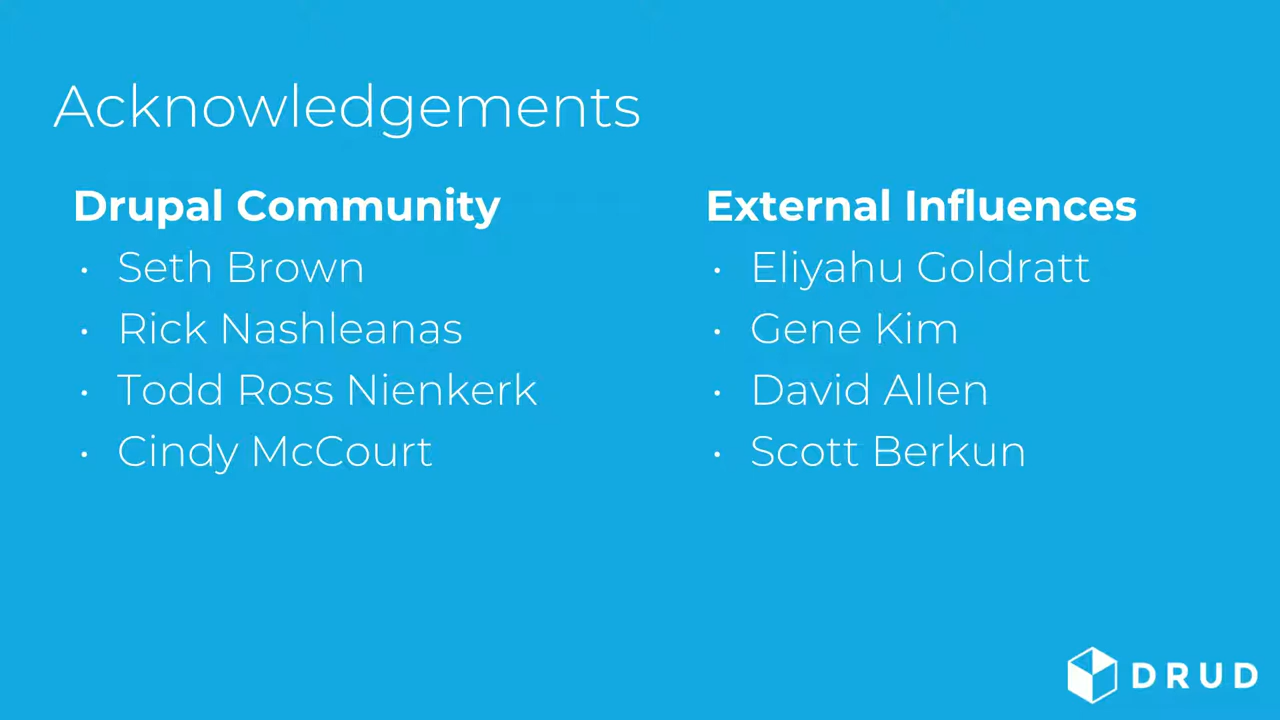 Acknowledgements
Drupal Community
• Seth Brown
• Rick Nashleanas
• Todd Ross Nienkerk
• Cindy McCourt
External Influences
• Eliyahu Goldratt
• Gene Kim
• David Allen
• Scott Berkun
DRUD